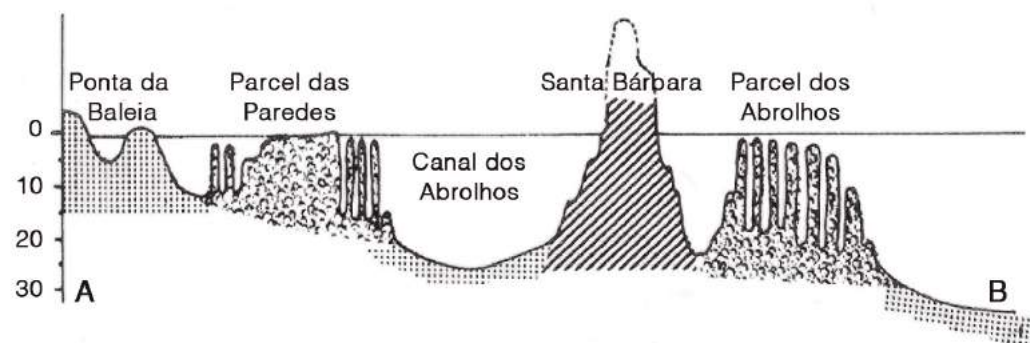 Ponta da
Baleia
Parcel das
Paredes
Santa Bárbara
Parcel dos
Abrolhos
0
Canal dos
Abrolhos
10
20
30
A
B